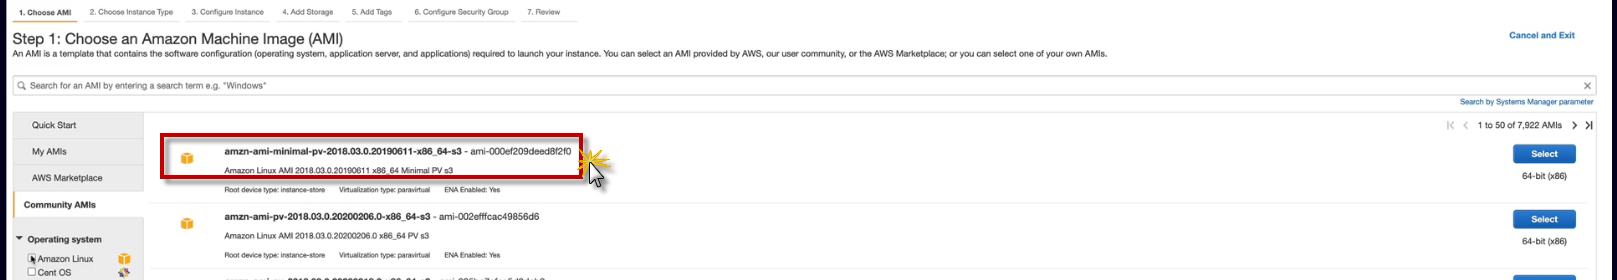 1. Choose AMI 2. Choose Instance Type 3. Configure Instance 4. Add Storage 5. Add Tags 6. Configure Security Group 7. Review
Step 1: Choose an Amazon Machine Image (AMI)
Cancel and Exit
An AMI is a template that contains the software configuration (operating system, application server, and applications) required to launch your instance. You can select an AMI provided by AWS, our user community, or the AWS Marketplace; or you can select one of your own AMIs.
Search for an AMI by entering a search term e.g. "Windows"
Search by Systems Manager parameter
Quick Start
1 to 50 of 7,922 AMIs
My AMIs
AWS Marketplace
Community AMIs
Operating system
Amazon Linux
Cent OS
amzn-ami-minimal-pv-2018.03.0.20190611-x86_64-s3 - ami-000ef209deed8f2f0
Amazon Linux AMI 2018.03.0.20190611 x86_64 Minimal PV s3
Root device type: instance-store Virtualization type: paravirtual ENA Enabled: Yes
Select
64-bit (x86)
amzn-ami-pv-2018.03.0.20200206.0-x86_64-s3 - ami-002efffcac49856d6
Amazon Linux AMI 2018.03.0.20200206.0 x86_64 PV s3
Root device type: instance-store Virtualization type: paravirtual ENA Enabled: Yes
Select
64-bit (x86)